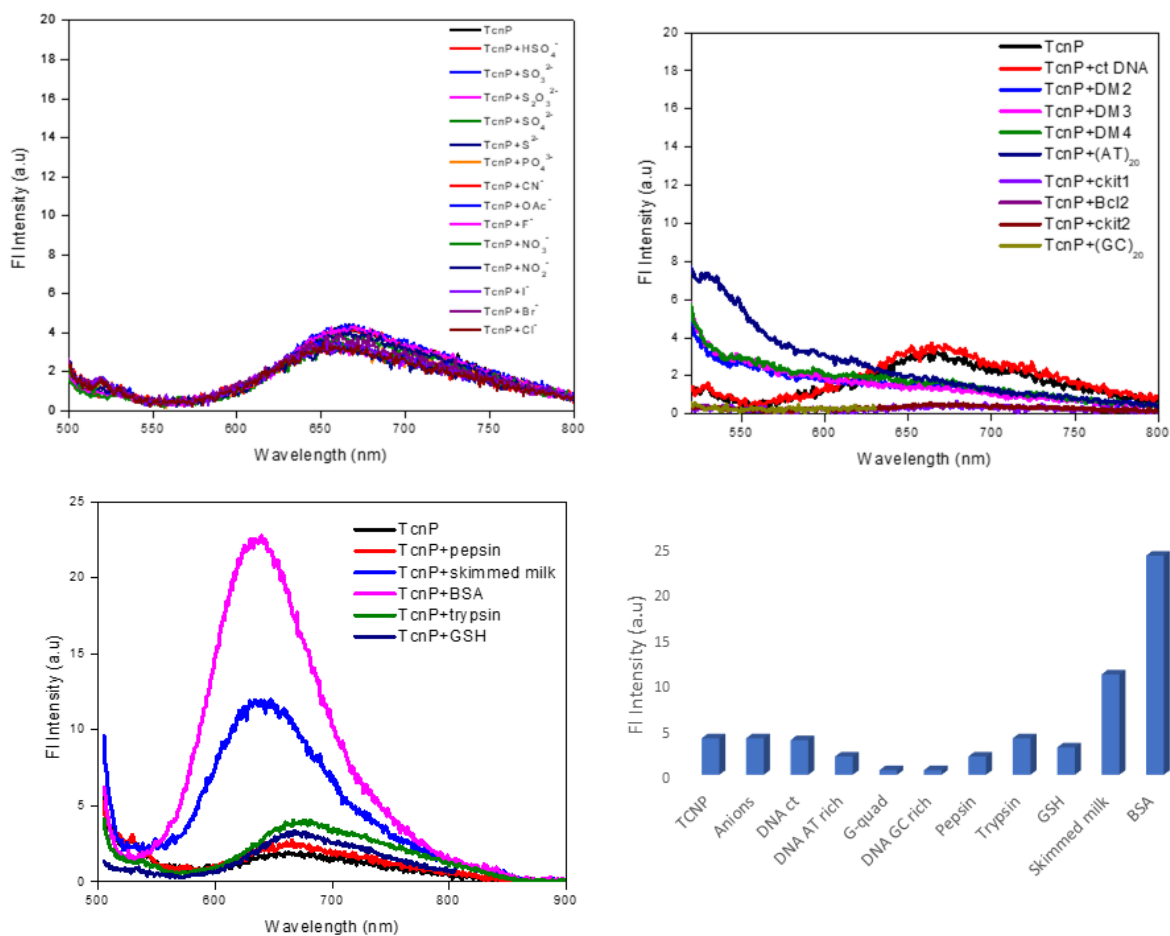 20
18
16
14
12
10
8
6
4
2
0
Fl Intensity (a.u)
500 550 600 650 700 750 800
Wavelength (nm)
TcnP
TcnP+HSO₄⁻
TcnP+SO₃²⁻
TcnP+S₂O₃²⁻
TcnP+SO₄²⁻
TcnP+S²⁻
TcnP+PO₄³⁻
TcnP+CN⁻
TcnP+OAc⁻
TcnP+F⁻
TcnP+NO₃⁻
TcnP+NO₂⁻
TcnP+I⁻
TcnP+Br⁻
TcnP+Cl⁻
20
18
16
14
12
10
8
6
4
2
0
Fl Intensity (a.u)
550 600 650 700 750 800
Wavelength (nm)
TcnP
TcnP+ct DNA
TcnP+DM2
TcnP+DM3
TcnP+DM4
TcnP+(AT)₂₀
TcnP+ckit1
TcnP+Bcl2
TcnP+ckit2
TcnP+(GC)₂₀
25
20
15
10
5
0
Fl Intensity (a.u)
500 600 700 800 900
Wavelength (nm)
TcnP
TcnP+pepsin
TcnP+skimmed milk
TcnP+BSA
TcnP+trypsin
TcnP+GSH
25
20
15
10
5
0
Fl Intensity (a.u)
TCNP
Anions
DNA ct
DNA AT rich
G-quad
DNA GC rich
Pepsin
Trypsin
GSH
Skimmed milk
BSA